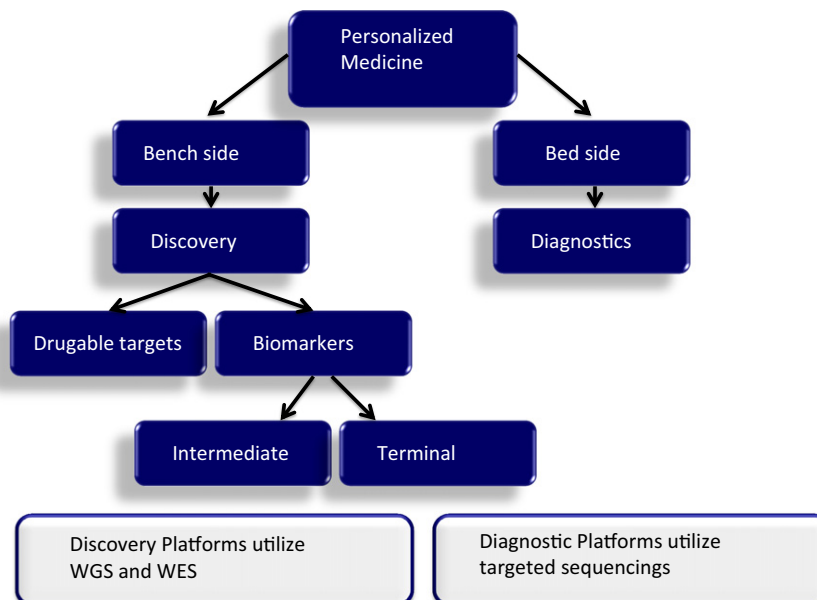 Personalized
Medicine
Bench side
Bed side
Discovery
Diagnostics
Drugable targets
Biomarkers
Intermediate
Terminal
Discovery Platforms utilize
WGS and WES
Diagnostic Platforms utilize
targeted sequencings